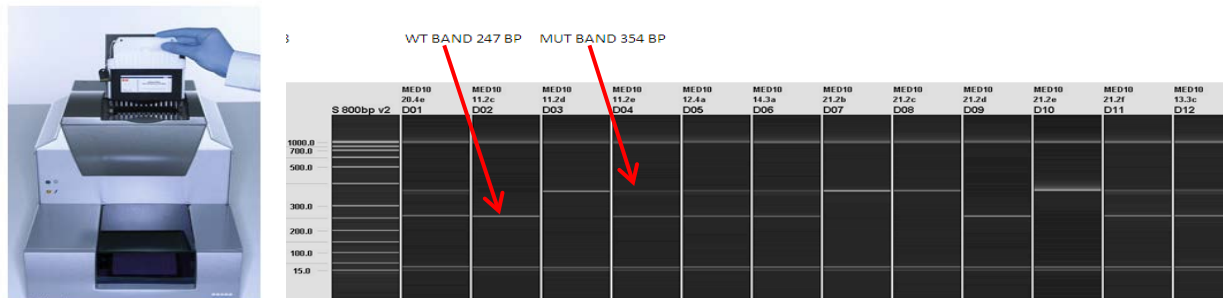 3
WT BAND 247 BP MUT BAND 354 BP
MED10 MED10 MED10 MED10 MED10 MED10 MED10 MED10 MED10 MED10 MED10 MED10
20.4e 11.2c 11.2d 11.2e 12.4a 14.3a 21.2b 21.2c 21.2d 21.2e 21.2f 13.3c
S 800bp v2 D01 D02 D03 D04 D05 D06 D07 D08 D09 D10 D11 D12
1000.0
700.0
500.0
300.0
200.0
100.0
15.0